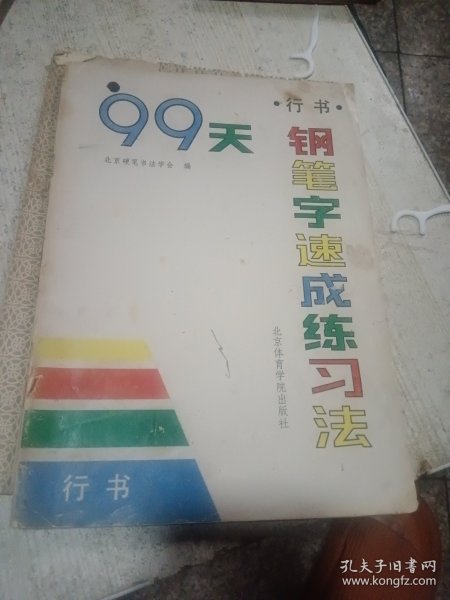 99天
北京硬笔书法学会 编
·行书·
钢笔字速成练习法
北京体育学院出版社
行书
孔夫子旧书网
www.kongfz.com